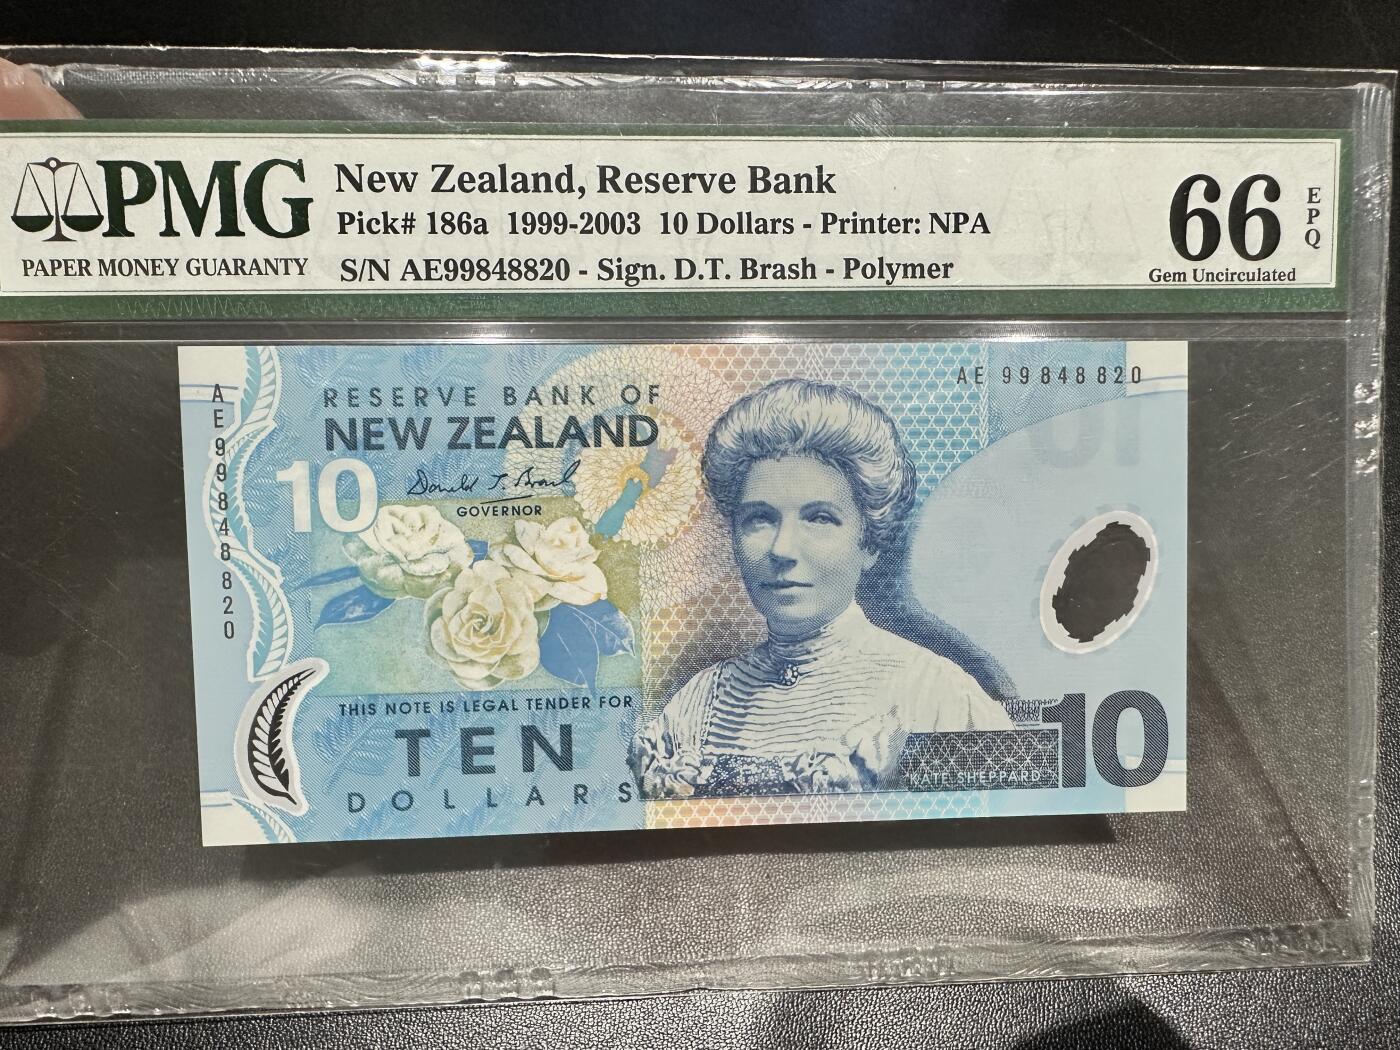 PMG
PAPER MONEY GUARANTY
New Zealand, Reserve Bank
Pick# 186a 1999-2003 10 Dollars - Printer: NPA
S/N AE99848820 - Sign. D.T. Brash - Polymer
66
EPQ
Gem Uncirculated
AE 99848820
AE99848820
RESERVE BANK OF
NEW ZEALAND
10
Donald T. Brash
GOVERNOR
THIS NOTE IS LEGAL TENDER FOR
TEN
DOLLARS
KATE SHEPPARD
10